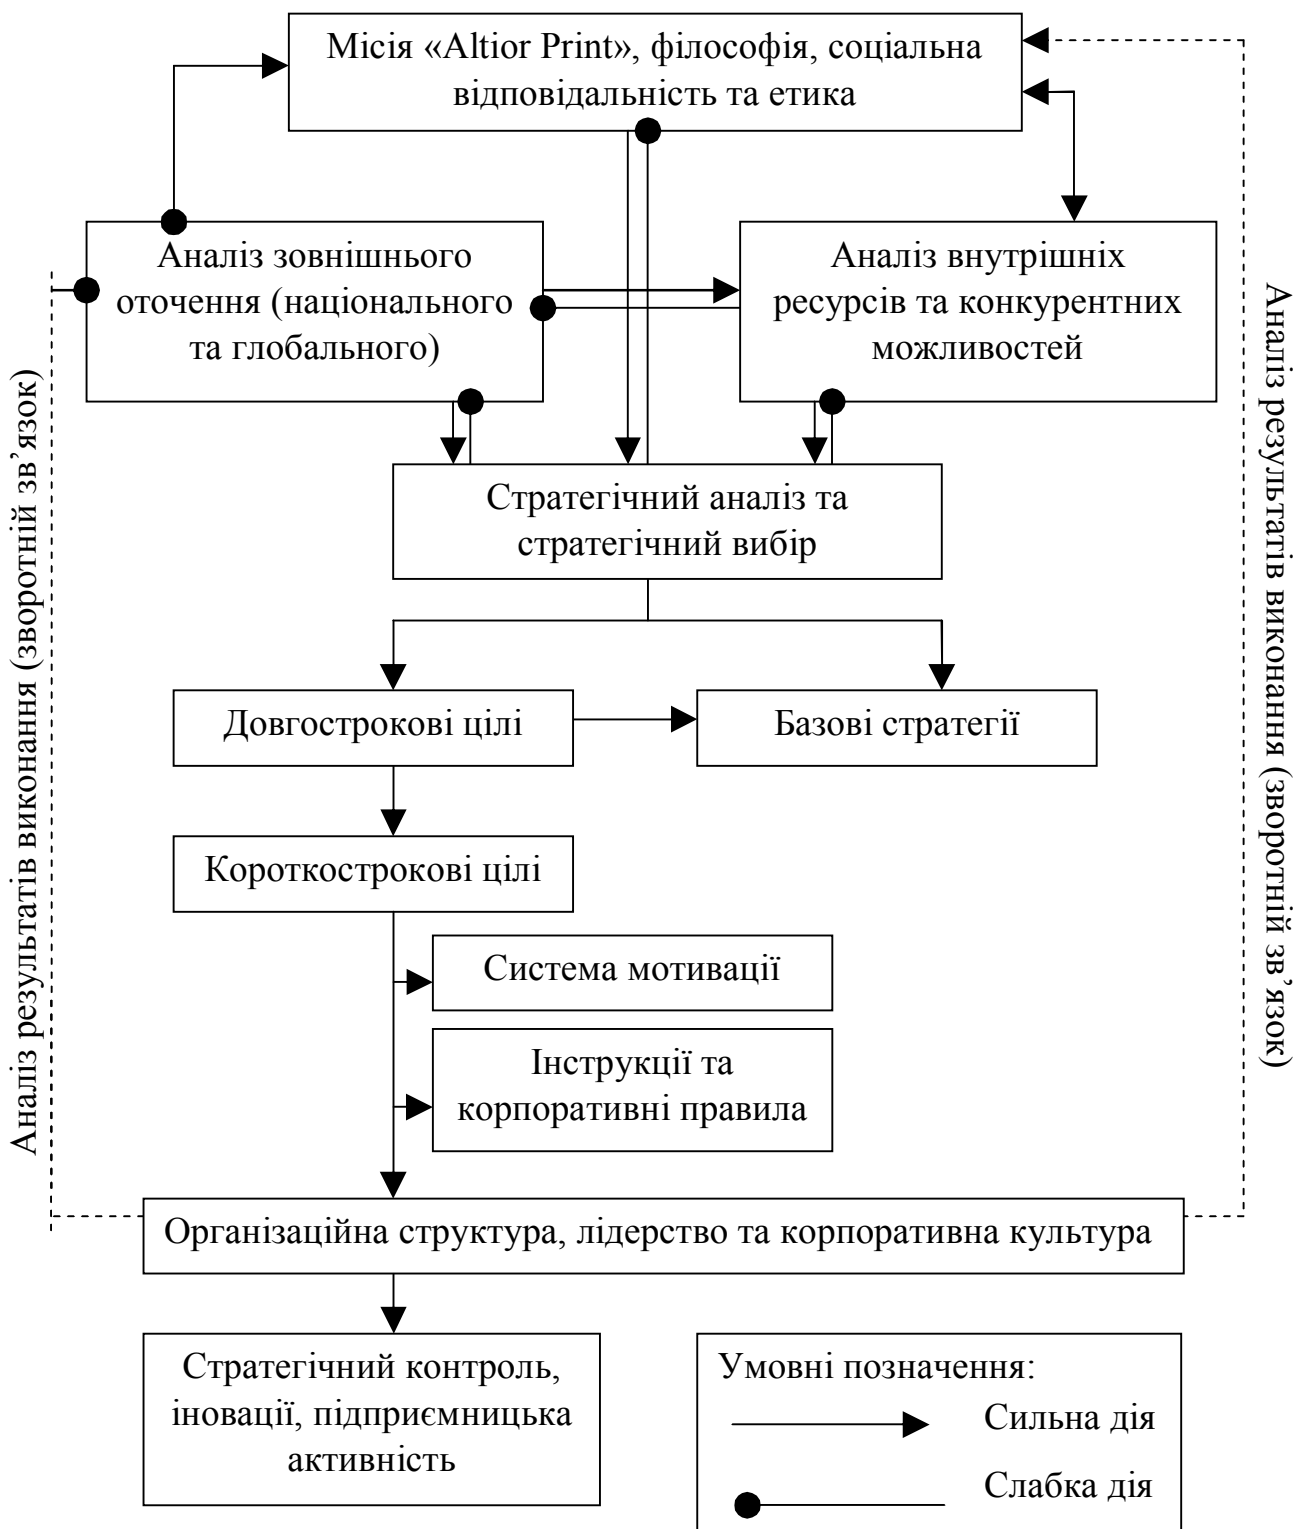 Місія «Altior Print», філософія, соціальна
відповідальність та етика
Аналіз зовнішнього
оточення (національного
та глобального)
Аналіз внутрішніх
ресурсів та конкурентних
можливостей
Аналіз результатів виконання (зворотній зв’язок)
Аналіз результатів виконання (зворотній зв’язок)
Стратегічний аналіз та
стратегічний вибір
Довгострокові цілі
Базові стратегії
Короткострокові цілі
Система мотивації
Інструкції та
корпоративні правила
Організаційна структура, лідерство та корпоративна культура
Стратегічний контроль,
іновації, підприємницька
активність
Умовні позначення:
Сильна дія
Слабка дія